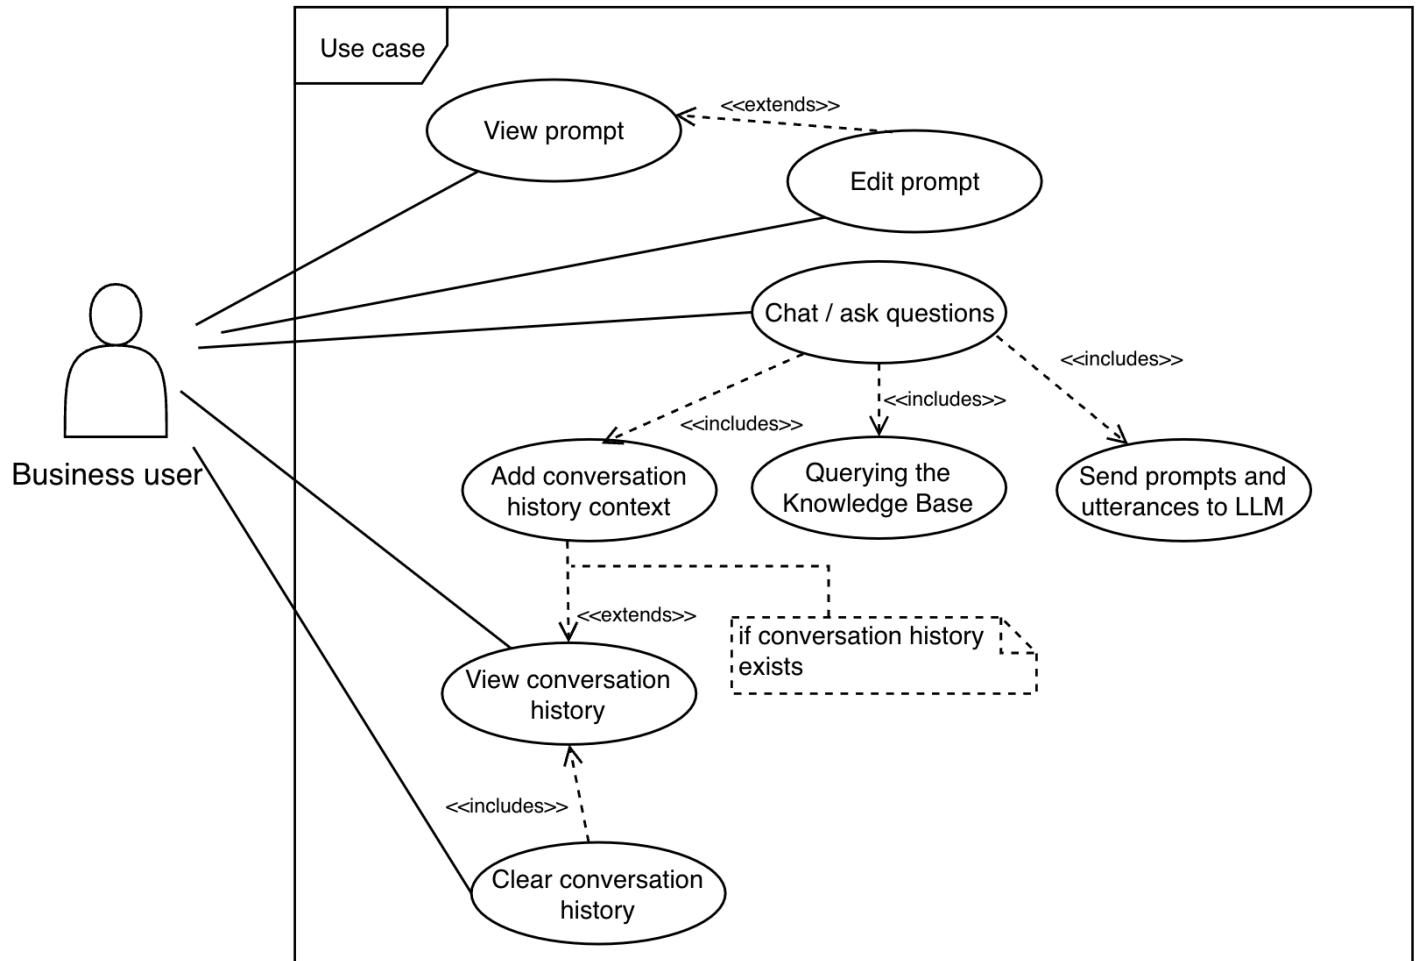 Use case
View prompt
<<extends>>
Edit prompt
Chat / ask questions
<<includes>>
<<includes>>
<<includes>>
Add conversation
history context
Querying the
Knowledge Base
Send prompts and
utterances to LLM
Business user
<<extends>>
if conversation history
exists
View conversation
history
<<includes>>
Clear conversation
history